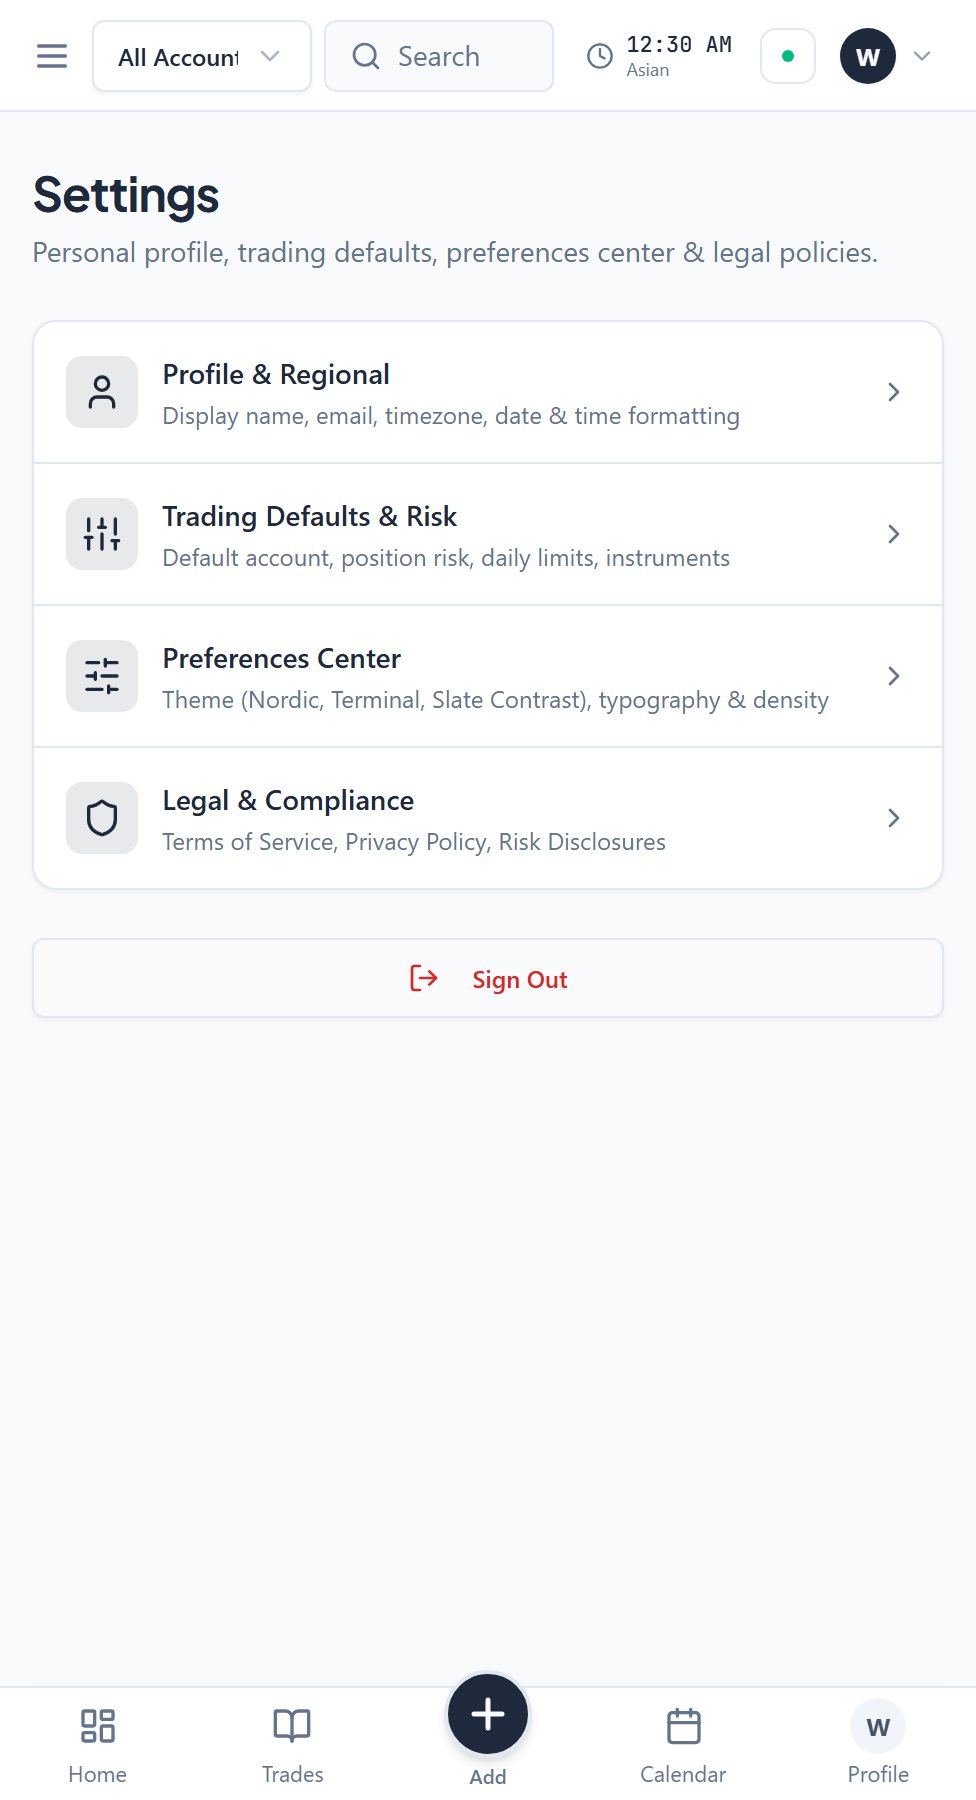 All Account
Search
12:30 AM
Asian
W
Settings
Personal profile, trading defaults, preferences center & legal policies.
Profile & Regional
Display name, email, timezone, date & time formatting
Trading Defaults & Risk
Default account, position risk, daily limits, instruments
Preferences Center
Theme (Nordic, Terminal, Slate Contrast), typography & density
Legal & Compliance
Terms of Service, Privacy Policy, Risk Disclosures
Sign Out
Home
Trades
Add
Calendar
W
Profile